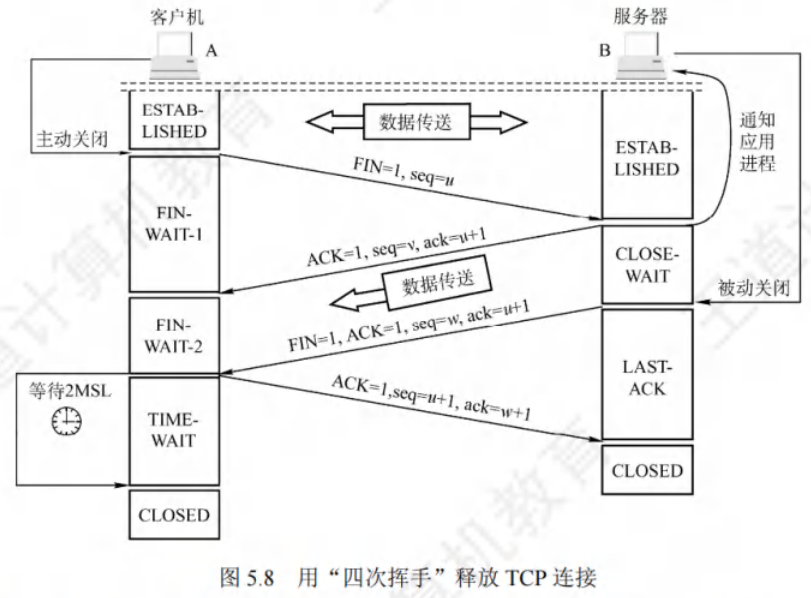 客户机
服务器
A
B
ESTAB-
LISHED
数据传送
主动关闭
ESTAB-
LISHED
通知
应用
进程
FIN=1, seq=u
FIN-
WAIT-1
ACK=1, seq=v, ack=u+1
CLOSE-
WAIT
数据传送
被动关闭
FIN-
WAIT-2
FIN=1, ACK=1, seq=w, ack=u+1
LAST-
ACK
等待2MSL
ACK=1,seq=u+1, ack=w+1
TIME-
WAIT
CLOSED
CLOSED
图 5.8 用“四次挥手”释放 TCP 连接